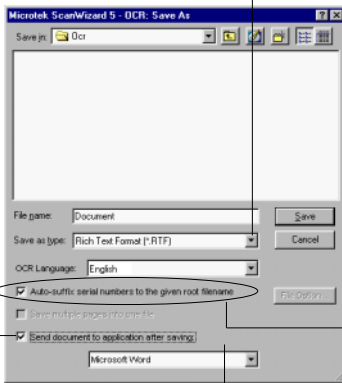 Microtek ScanWizard 5 - OCR: Save As
Save in: Ocr
File name: Document
Save
Save as type: Rich Text Format (*.RTF)
Cancel
OCR Language: English
Auto-suffix serial numbers to the given root filename
File Option...
Save multiple pages into one file
Send document to application after saving:
Microsoft Word